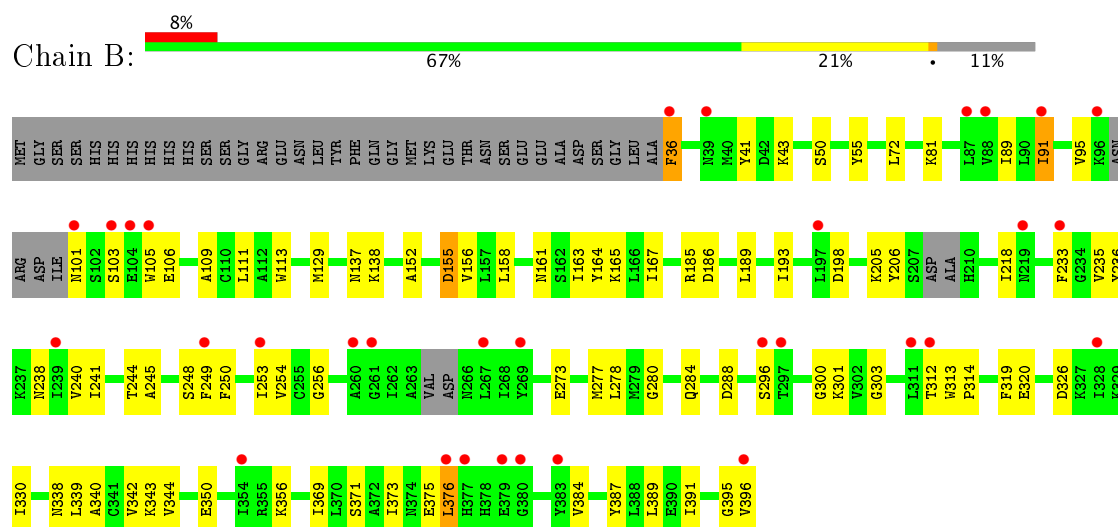 8%
Chain B:
67% 21% • 11%
MET GLY SER SER HIS HIS HIS HIS HIS HIS SER SER GLY ARG GLU ASN LEU TYR PHE GLN GLY MET LYS GLU THR ASN SER GLU GLU ALA ASP SER GLY LEU ALA F36 N39 M40 Y41 D42 K43 S50 Y55 L72 K81 L87 V88 I89 L90 I91 V95 K96 ASN
ARG ASP ILE N101 S102 S103 E104 W105 E106 A109 C110 L111 A112 W113 M129 N137 K138 A152 D155 V156 L157 L158 N161 S162 I163 Y164 K165 L166 I167 R185 D186 L189 I193 L197 D198 K205 Y206 S207 ASP ALA H210 I218 N219 F233 G234 V235 Y236
K237 N238 I239 V240 I241 T244 A245 S248 F249 F250 I253 V254 C255 G256 A260 G261 I262 A263 VAL ASP N266 L267 I268 Y269 E273 M277 L278 M279 G280 Q284 D288 S296 T297 G300 K301 V302 G303 L311 T312 W313 P314 F319 E320 D326 K327 I328 K329
I330 N338 L339 A340 C341 V342 K343 V344 E350 I354 R355 K356 I369 L370 S371 A372 I373 N374 E375 L376 H377 H378 E379 G380 Y383 V384 Y387 L388 L389 E390 I391 G395 V396